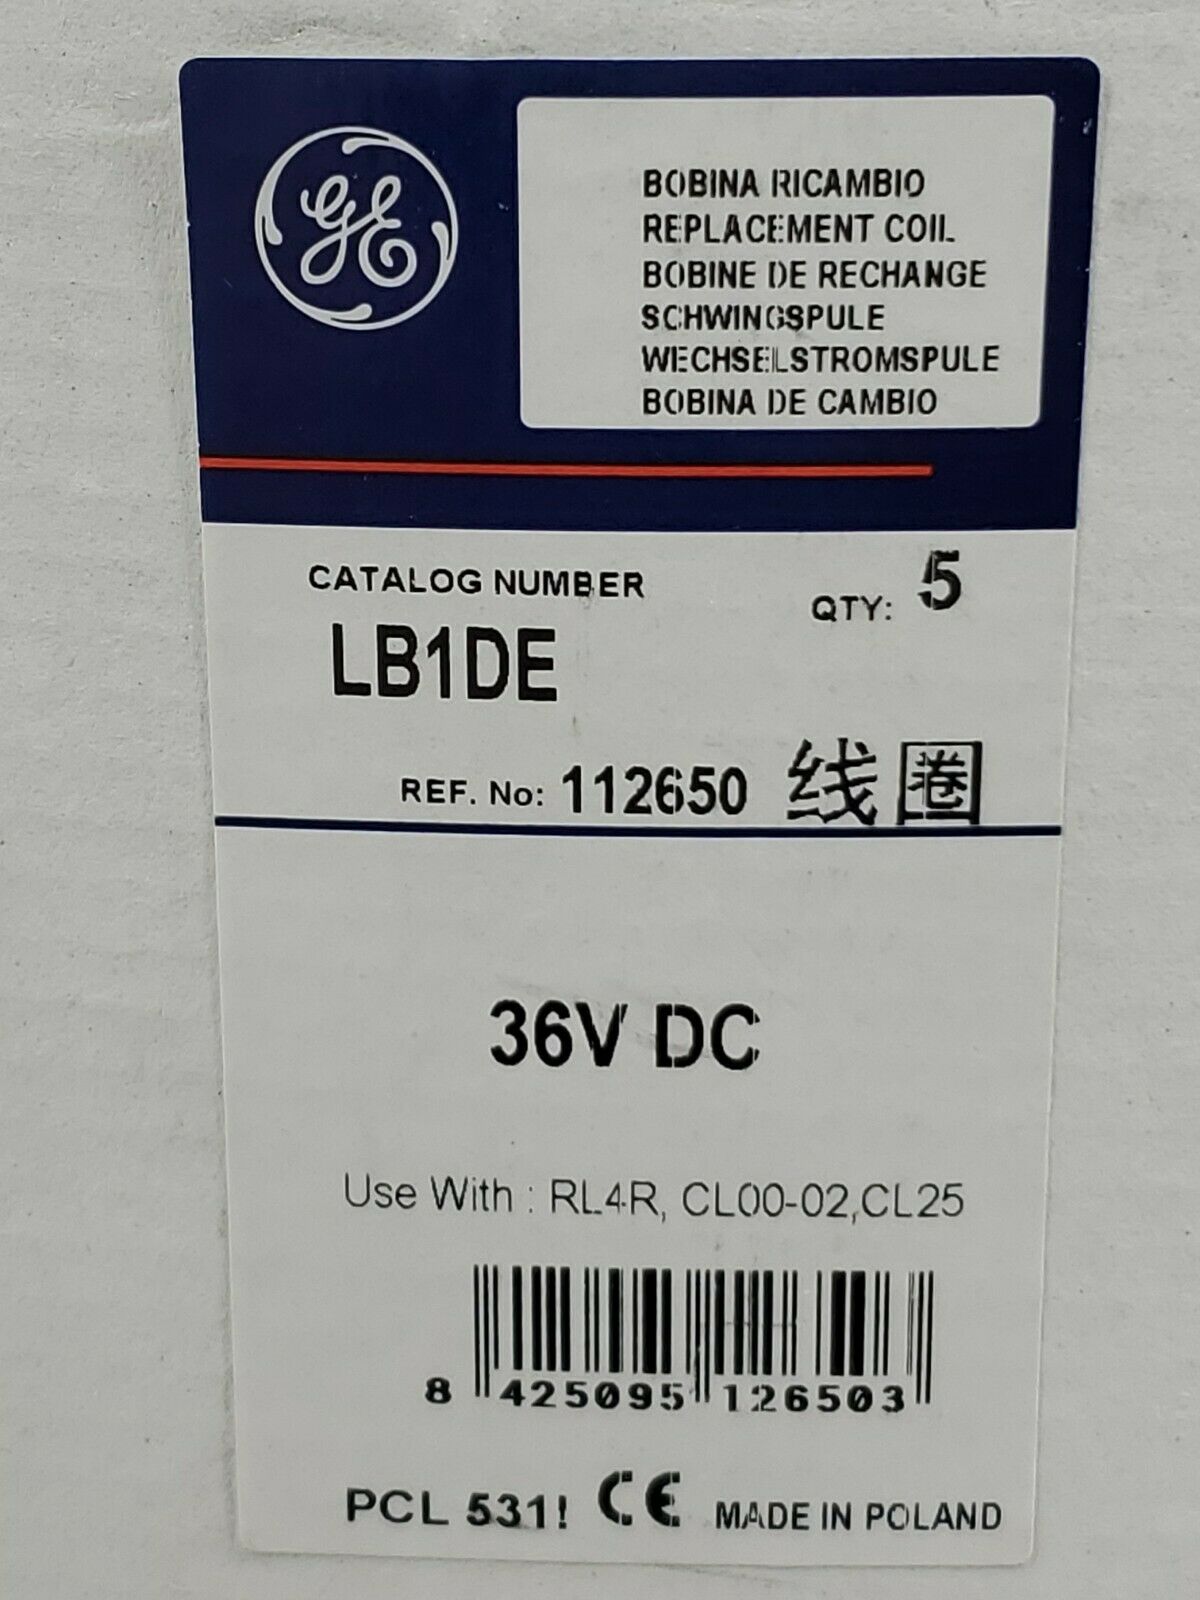 GE
BOBINA RICAMBIO
REPLACEMENT COIL
BOBINE DE RECHANGE
SCHWINGSPULE
WECHSELSTROMSPULE
BOBINA DE CAMBIO
CATALOG NUMBER QTY: 5
LB1DE
REF. No: 112650 线圈
36V DC
Use With : RL4R, CL00-02,CL25
8 425095 126503
PCL 531! CE MADE IN POLAND